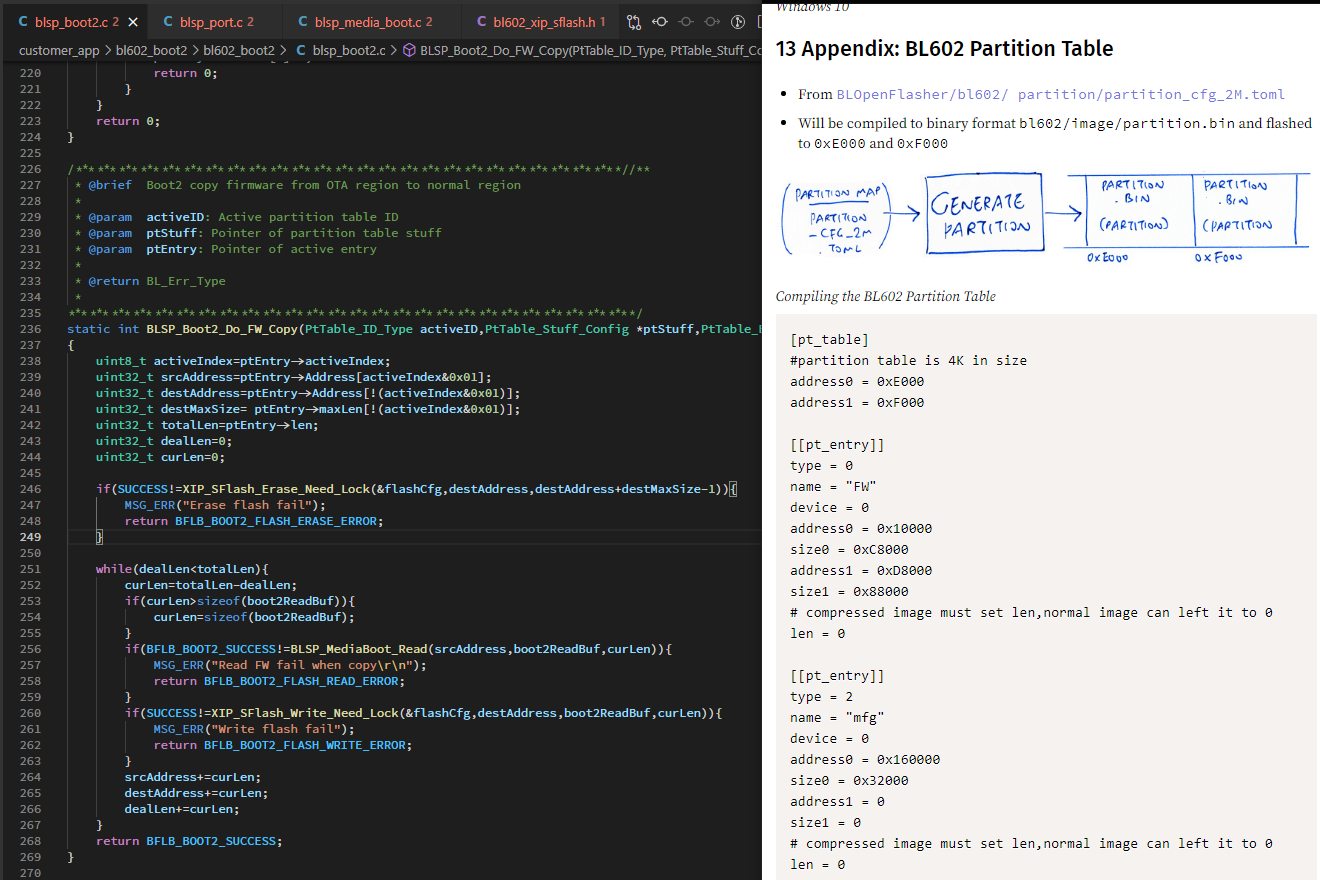 blsp_boot2.c 2
blsp_port.c 2
blsp_media_boot.c 2
bl602_xip_sflash.h 1
customer_app > bl602_boot2 > bl602_boot2 > C blsp_boot2.c > BLSP_Boot2_Do_FW_Copy(PtTable_ID_Type, PtTable_Stuff_Co
220 return 0;
221 }
222 }
223 return 0;
224 }
225
226 /****************************************************************************//**
227 * @brief Boot2 copy firmware from OTA region to normal region
228 *
229 * @param activeID: Active partition table ID
230 * @param ptStuff: Pointer of partition table stuff
231 * @param ptEntry: Pointer of active entry
232 *
233 * @return BL_Err_Type
234 *
235 *******************************************************************************/
236 static int BLSP_Boot2_Do_FW_Copy(PtTable_ID_Type activeID,PtTable_Stuff_Config *ptStuff,PtTable_E
237 {
238 uint8_t activeIndex=ptEntry->activeIndex;
239 uint32_t srcAddress=ptEntry->Address[activeIndex&0x01];
240 uint32_t destAddress=ptEntry->Address[!(activeIndex&0x01)];
241 uint32_t destMaxSize= ptEntry->maxLen[!(activeIndex&0x01)];
242 uint32_t totalLen=ptEntry->len;
243 uint32_t dealLen=0;
244 uint32_t curLen=0;
245
246 if(SUCCESS!=XIP_SFlash_Erase_Need_Lock(&flashCfg,destAddress,destAddress+destMaxSize-1)){
247 MSG_ERR("Erase flash fail");
248 return BFLB_BOOT2_FLASH_ERASE_ERROR;
249 }
250
251 while(dealLen<totalLen){
252 curLen=totalLen-dealLen;
253 if(curLen>sizeof(boot2ReadBuf)){
254 curLen=sizeof(boot2ReadBuf);
255 }
256 if(BFLB_BOOT2_SUCCESS!=BLSP_MediaBoot_Read(srcAddress,boot2ReadBuf,curLen)){
257 MSG_ERR("Read FW fail when copy\r\n");
258 return BFLB_BOOT2_FLASH_READ_ERROR;
259 }
260 if(SUCCESS!=XIP_SFlash_Write_Need_Lock(&flashCfg,destAddress,boot2ReadBuf,curLen)){
261 MSG_ERR("Write flash fail");
262 return BFLB_BOOT2_FLASH_WRITE_ERROR;
263 }
264 srcAddress+=curLen;
265 destAddress+=curLen;
266 dealLen+=curLen;
267 }
268 return BFLB_BOOT2_SUCCESS;
269 }
270
Windows 10
13 Appendix: BL602 Partition Table
• From BLOpenFlasher/bl602/ partition/partition_cfg_2M.toml
• Will be compiled to binary format bl602/image/partition.bin and flashed
to 0xE000 and 0xF000
PARTITION MAP
PARTITION
-CFG_2M
.TOML
GENERATE
PARTITION
PARTITION
.BIN
(PARTITION)
0xE000
PARTITION
.BIN
(PARTITION
0xF000
Compiling the BL602 Partition Table
[pt_table]
#partition table is 4K in size
address0 = 0xE000
address1 = 0xF000
[[pt_entry]]
type = 0
name = "FW"
device = 0
address0 = 0x10000
size0 = 0xC8000
address1 = 0xD8000
size1 = 0x88000
# compressed image must set len,normal image can left it to 0
len = 0
[[pt_entry]]
type = 2
name = "mfg"
device = 0
address0 = 0x160000
size0 = 0x32000
address1 = 0
size1 = 0
# compressed image must set len,normal image can left it to 0
len = 0